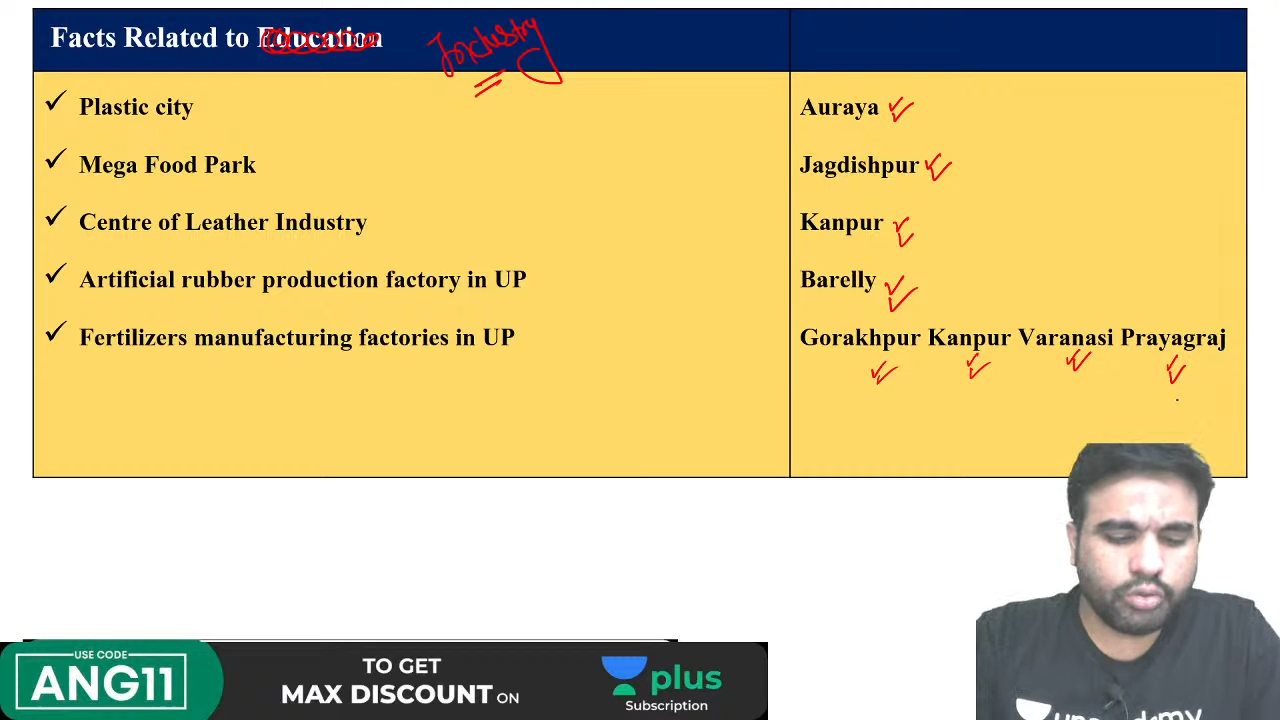 Facts Related to Education Industry
Plastic city Auraya
Mega Food Park Jagdishpur
Centre of Leather Industry Kanpur
Artificial rubber production factory in UP Barelly
Fertilizers manufacturing factories in UP Gorakhpur Kanpur Varanasi Prayagraj
USE CODE
ANG11
TO GET
MAX DISCOUNT ON
plus
Subscription